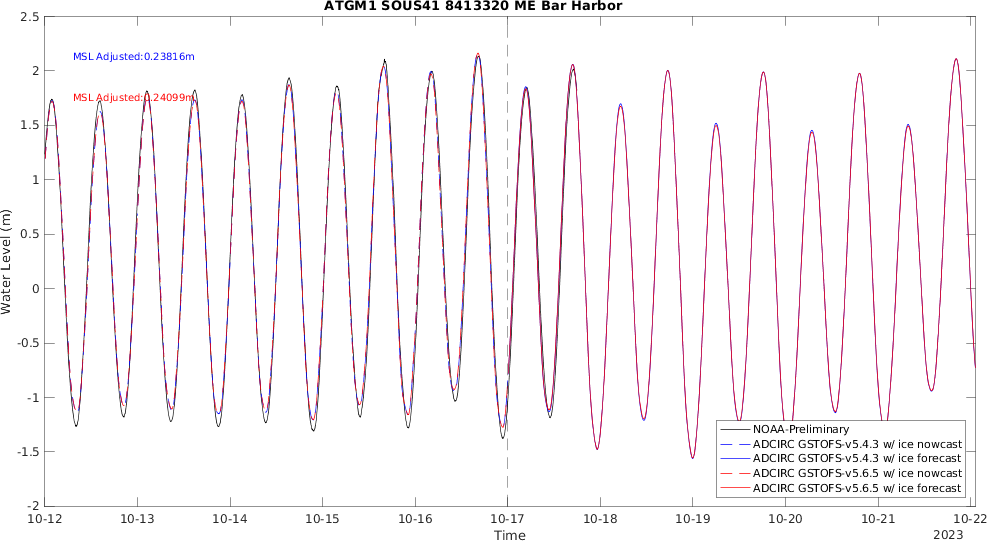 ATGM1 SOUS41 8413320 ME Bar Harbor
2.5
2
1.5
1
0.5
0
-0.5
-1
-1.5
-2
Water Level (m)
MSL Adjusted:0.23816m
MSL Adjusted:0.24099m
NOAA-Preliminary
ADCIRC GSTOFS-v5.4.3 w/ ice nowcast
ADCIRC GSTOFS-v5.4.3 w/ ice forecast
ADCIRC GSTOFS-v5.6.5 w/ ice nowcast
ADCIRC GSTOFS-v5.6.5 w/ ice forecast
10-12 10-13 10-14 10-15 10-16 10-17 10-18 10-19 10-20 10-21 10-22
Time
2023